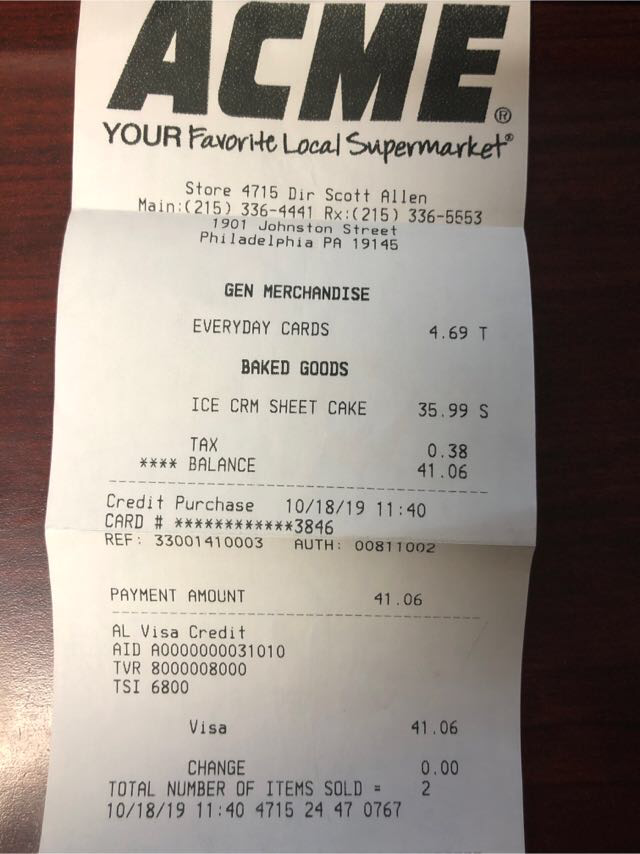 ACME®
YOUR Favorite Local Supermarket®
Store 4715 Dir Scott Allen
Main:(215) 336-4441 Rx:(215) 336-5553
1901 Johnston Street
Philadelphia PA 19145
GEN MERCHANDISE
EVERYDAY CARDS 4.69 T
BAKED GOODS
ICE CRM SHEET CAKE 35.99 S
TAX 0.38
**** BALANCE 41.06
Credit Purchase 10/18/19 11:40
CARD # ************3846
REF: 33001410003 AUTH: 00811002
PAYMENT AMOUNT 41.06
AL Visa Credit
AID A0000000031010
TVR 8000008000
TSI 6800
Visa 41.06
CHANGE 0.00
TOTAL NUMBER OF ITEMS SOLD = 2
10/18/19 11:40 4715 24 47 0767